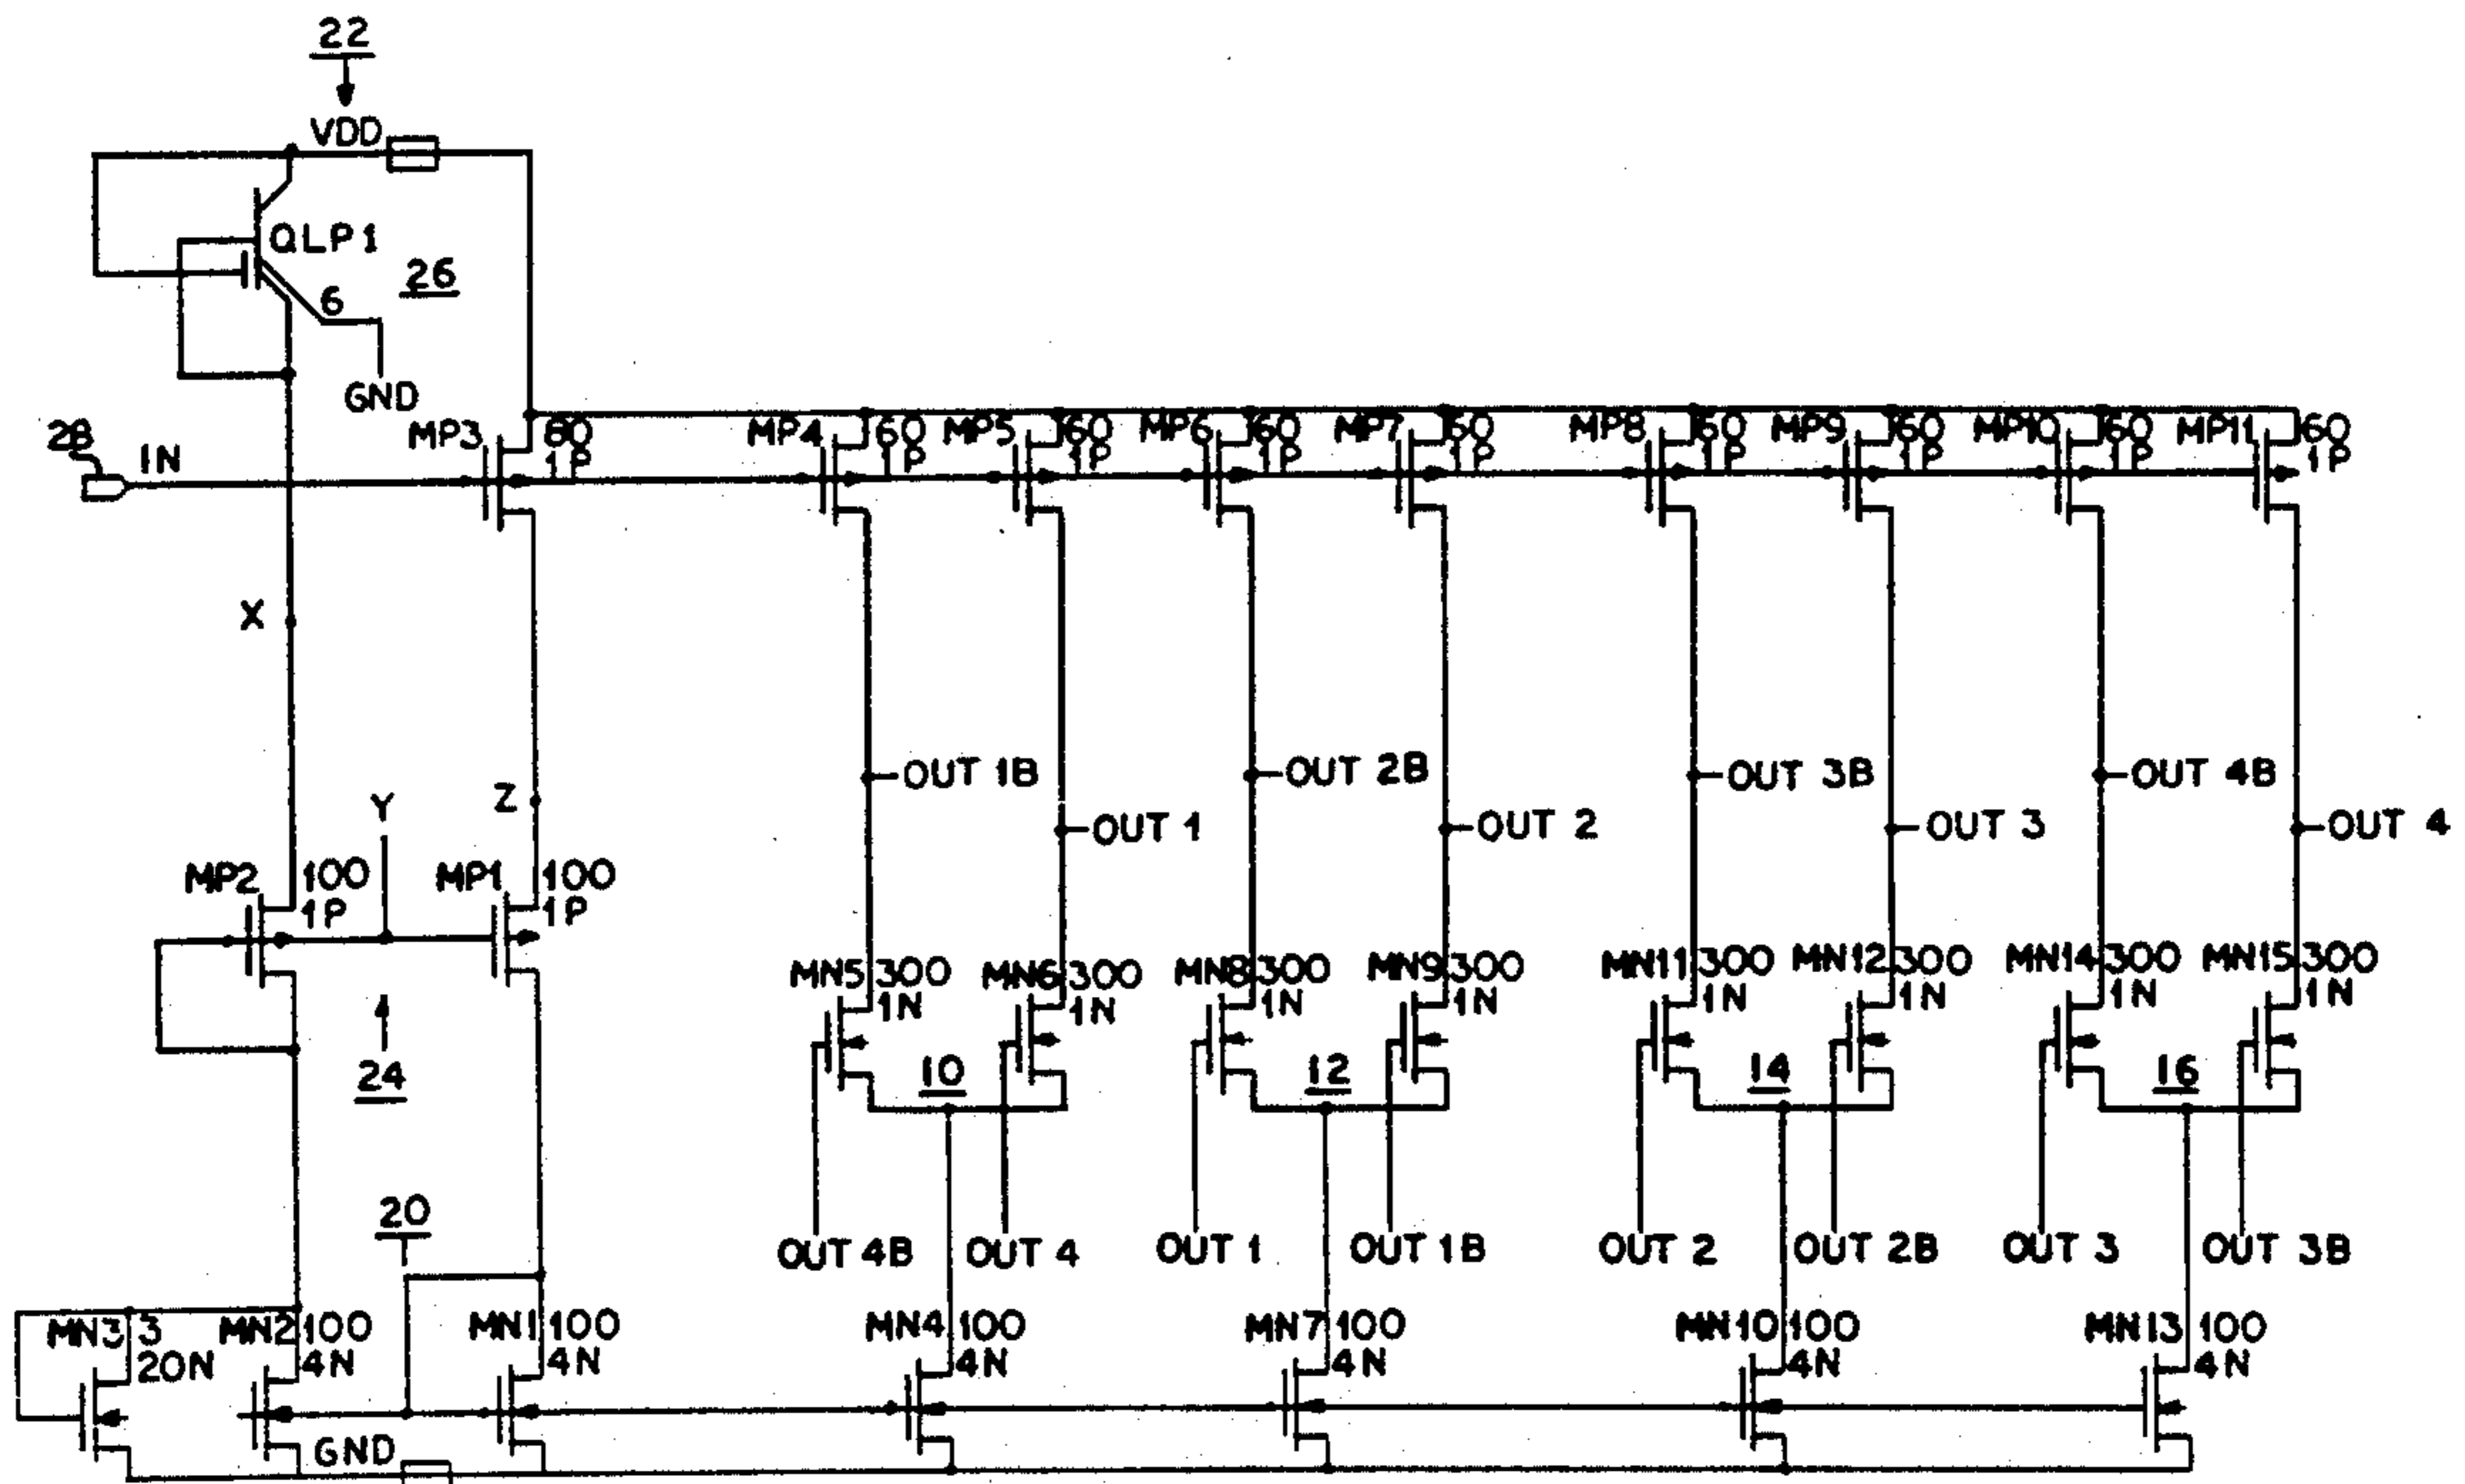 22
VDD
QLP1
26
6
GND
28
IN
MP3 60
1P
MP4 60
1P
MP5 60
1P
MP6 60
1P
MP7 60
1P
MP8 60
1P
MP9 60
1P
MP10 60
1P
MP11 60
1P
X
Y
Z
OUT 1B
OUT 1
OUT 2B
OUT 2
OUT 3B
OUT 3
OUT 4B
OUT 4
MP2 100
1P
MP1 100
1P
24
MN5 300
1N
MN6 300
1N
MN8 300
1N
MN9 300
1N
MN11 300
1N
MN12 300
1N
MN14 300
1N
MN15 300
1N
10
12
14
16
20
OUT 4B
OUT 4
OUT 1
OUT 1B
OUT 2
OUT 2B
OUT 3
OUT 3B
MN3 3
20N
MN2 100
4N
MN1 100
4N
MN4 100
4N
MN7 100
4N
MN10 100
4N
MN13 100
4N
GND